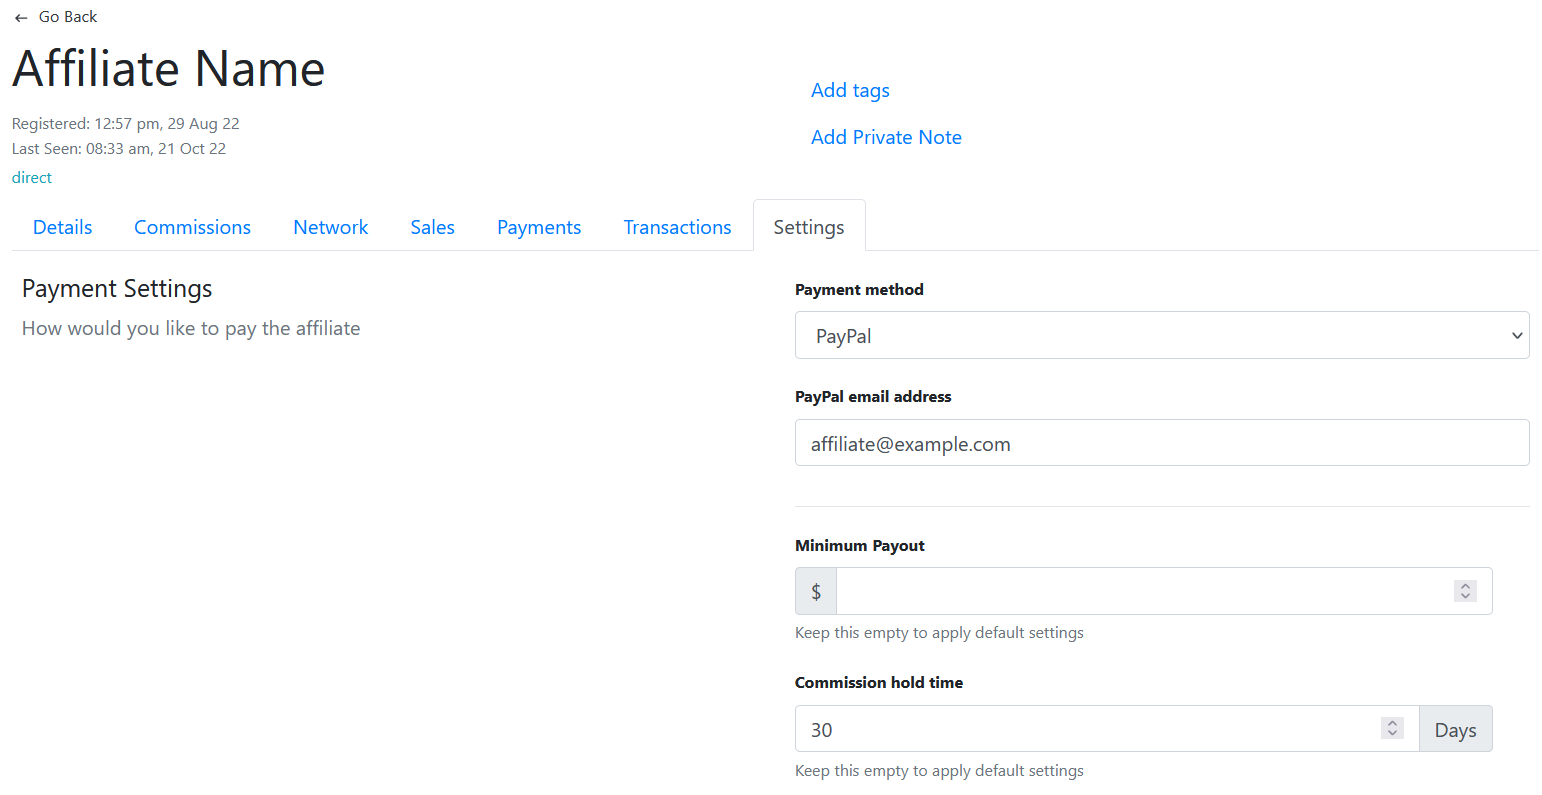 ← Go Back
Affiliate Name
Registered: 12:57 pm, 29 Aug 22
Last Seen: 08:33 am, 21 Oct 22
direct
Add tags
Add Private Note
Details Commissions Network Sales Payments Transactions Settings
Payment Settings
How would you like to pay the affiliate
Payment method
PayPal
PayPal email address
affiliate@example.com
Minimum Payout
$
Keep this empty to apply default settings
Commission hold time
30 Days
Keep this empty to apply default settings